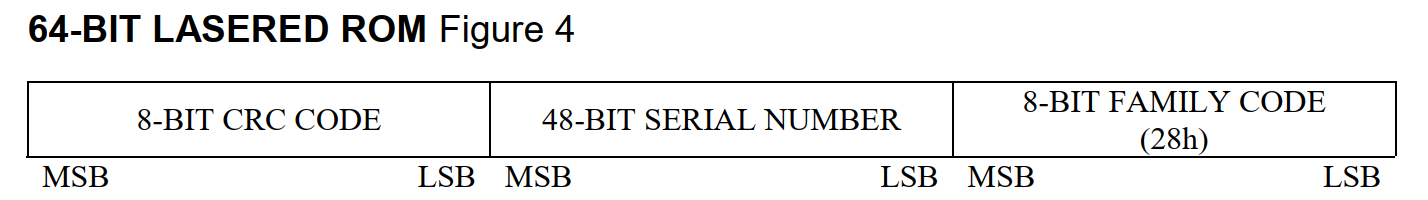 64-BIT LASERED ROM Figure 4
8-BIT CRC CODE 48-BIT SERIAL NUMBER 8-BIT FAMILY CODE
(28h)
MSB LSB MSB LSB MSB LSB